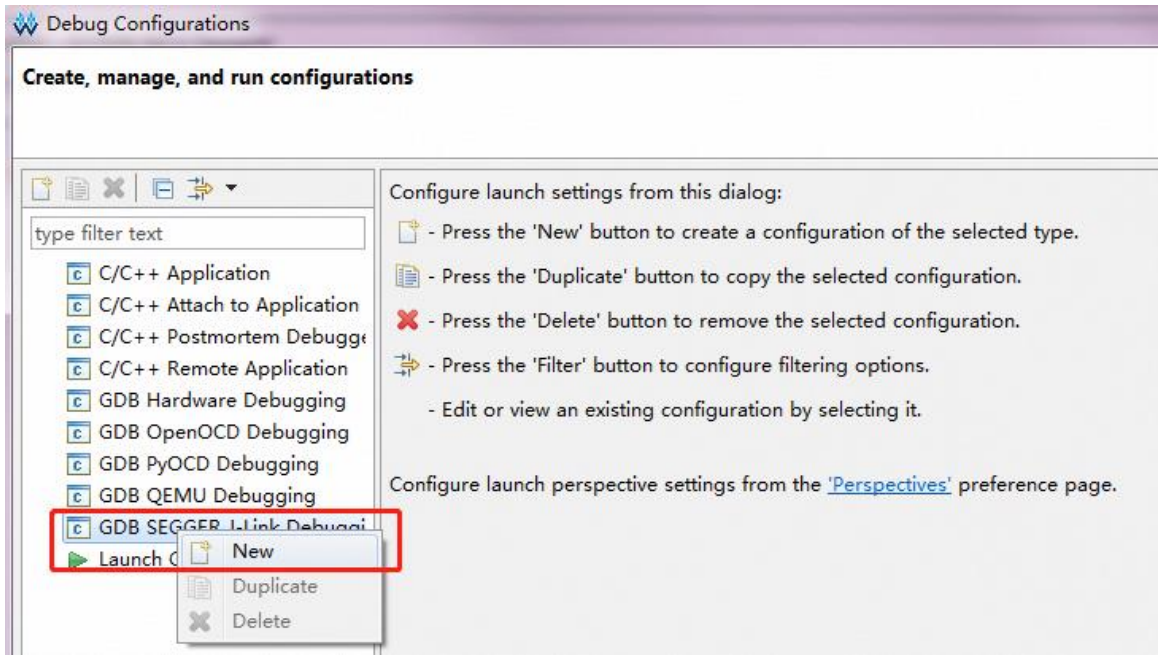 Debug Configurations
Create, manage, and run configurations
type filter text
C/C++ Application
C/C++ Attach to Application
C/C++ Postmortem Debugge
C/C++ Remote Application
GDB Hardware Debugging
GDB OpenOCD Debugging
GDB PyOCD Debugging
GDB QEMU Debugging
GDB SEGGER J-Link Debuggi
Launch
New
Duplicate
Delete
Configure launch settings from this dialog:
- Press the 'New' button to create a configuration of the selected type.
- Press the 'Duplicate' button to copy the selected configuration.
- Press the 'Delete' button to remove the selected configuration.
- Press the 'Filter' button to configure filtering options.
- Edit or view an existing configuration by selecting it.
Configure launch perspective settings from the 'Perspectives' preference page.